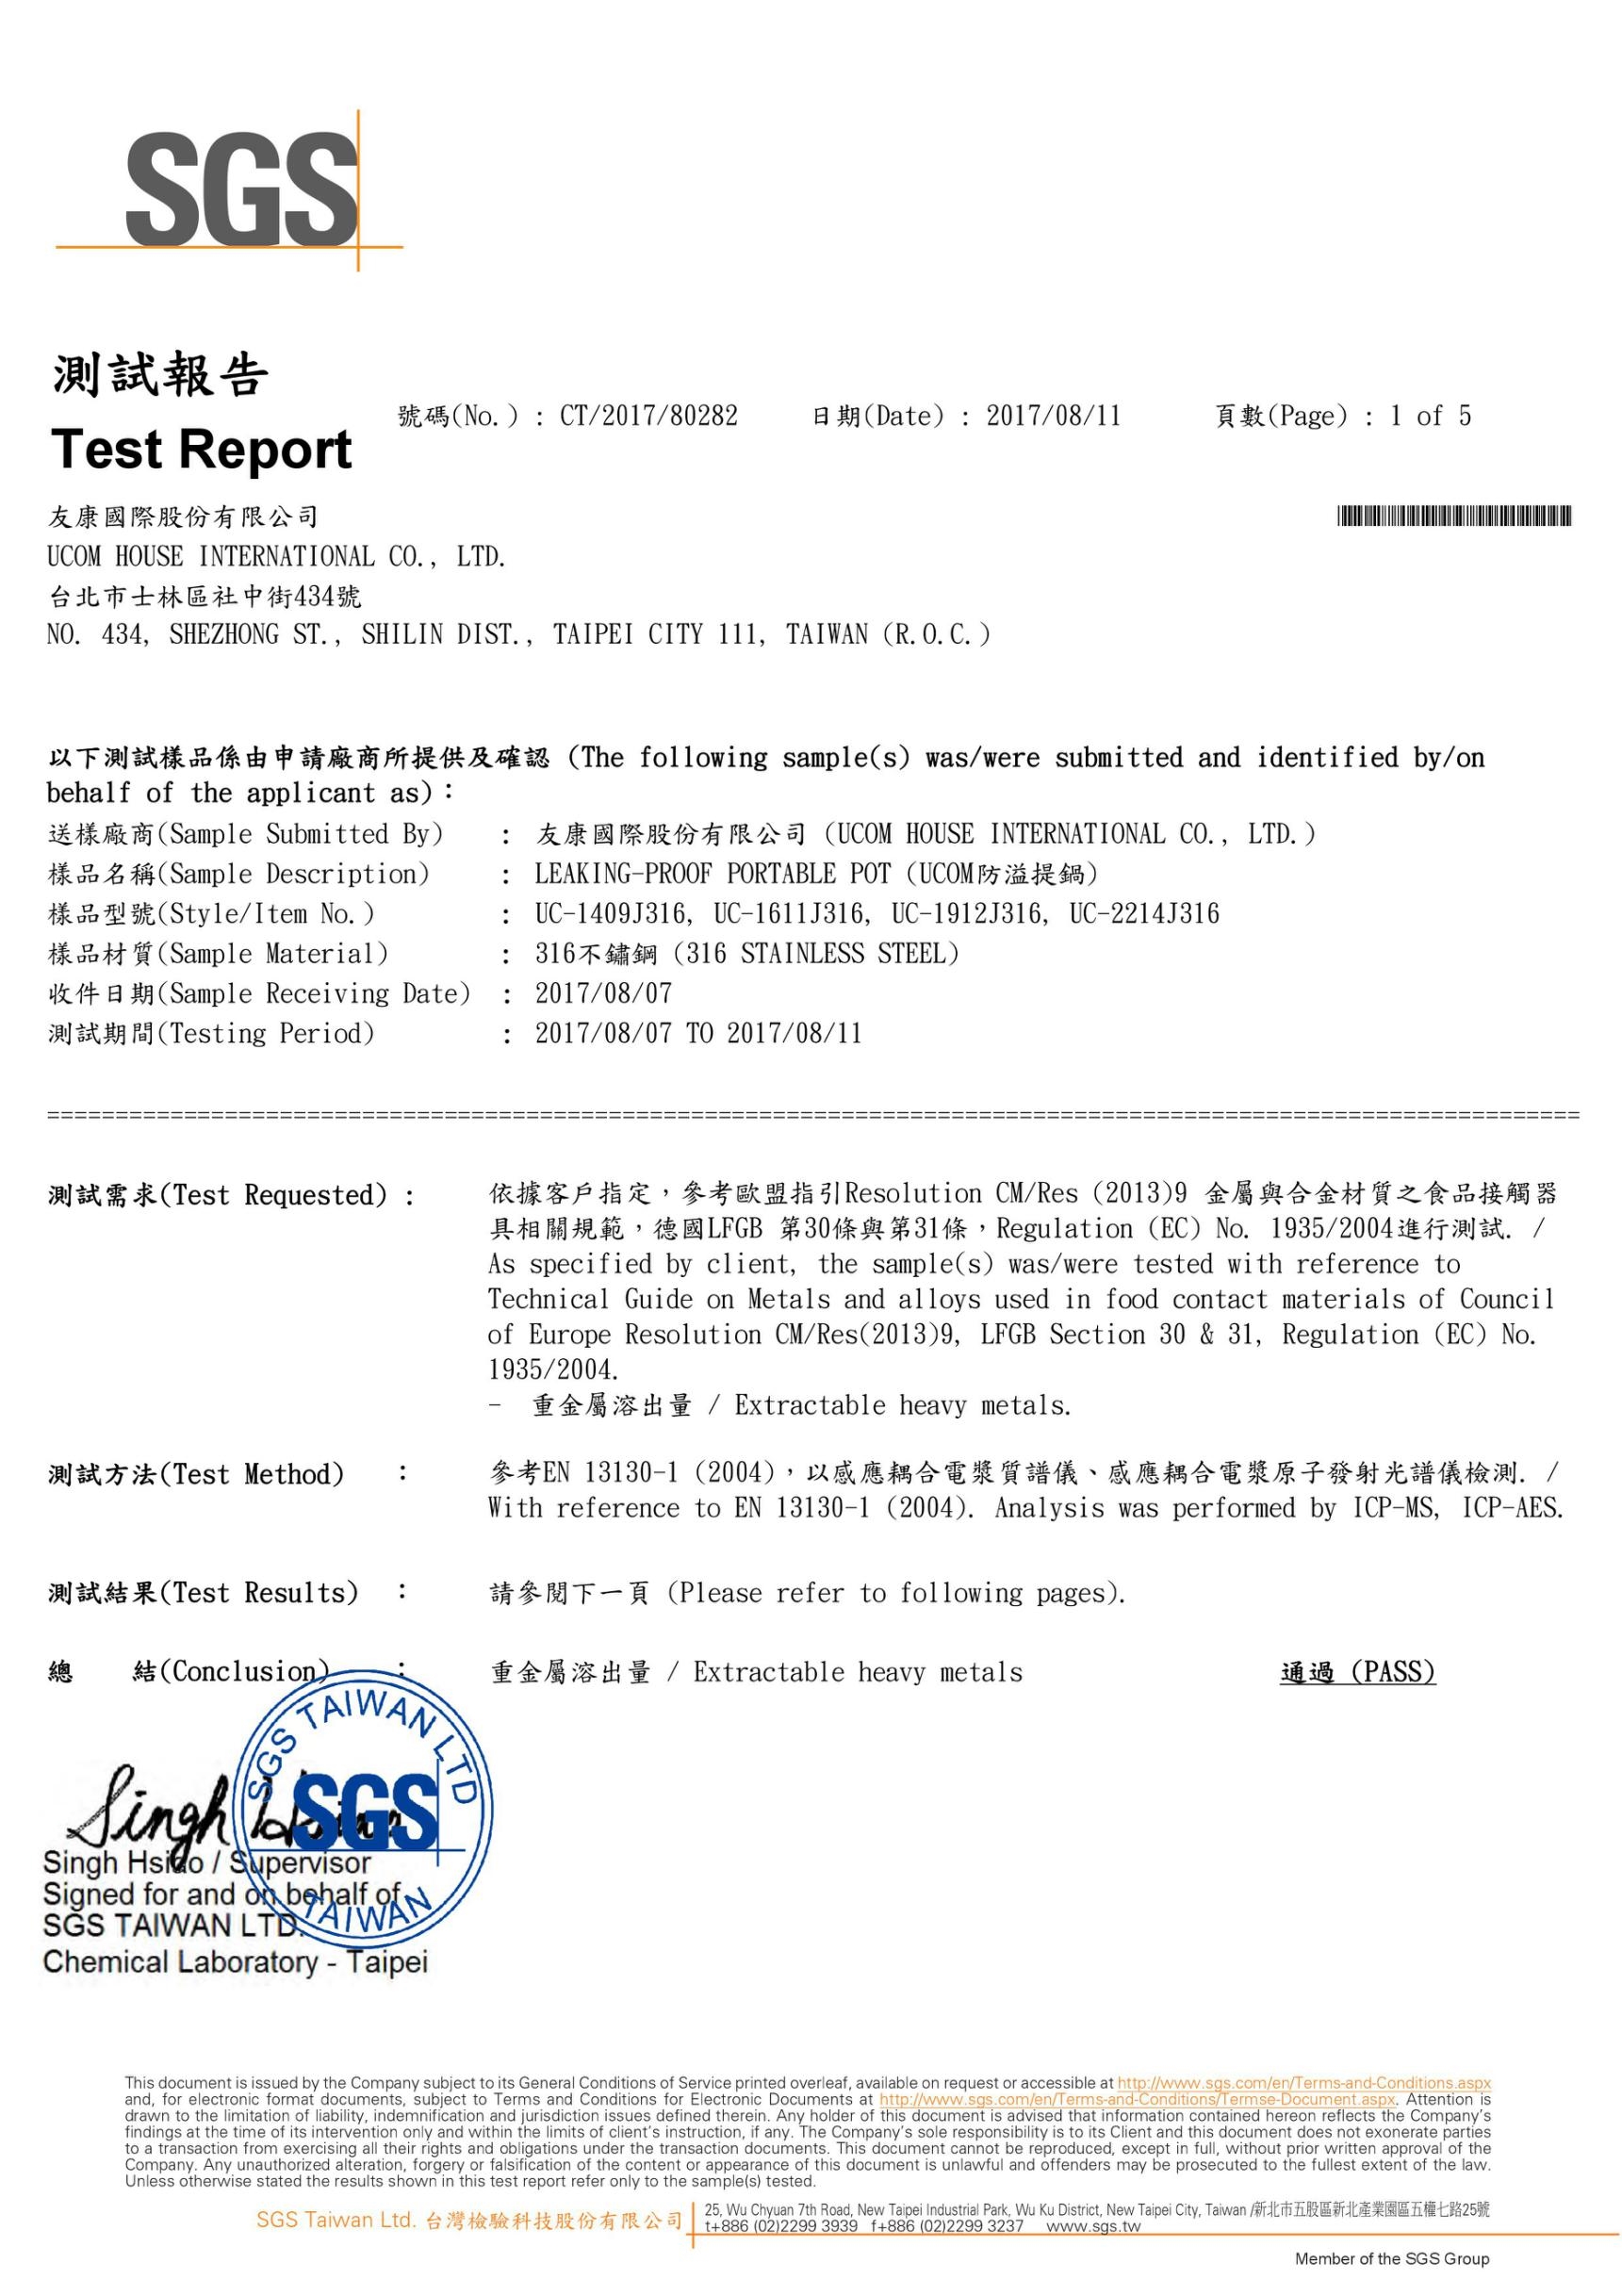 SGS
測試報告
Test Report
號碼(No.) : CT/2017/80282 日期(Date) : 2017/08/11 頁數(Page) : 1 of 5
友康國際股份有限公司
UCOM HOUSE INTERNATIONAL CO., LTD.
台北市士林區社中街434號
NO. 434, SHEZHONG ST., SHILIN DIST., TAIPEI CITY 111, TAIWAN (R.O.C.)
以下測試樣品係由申請廠商所提供及確認 (The following sample(s) was/were submitted and identified by/on
behalf of the applicant as):
送樣廠商(Sample Submitted By) : 友康國際股份有限公司 (UCOM HOUSE INTERNATIONAL CO., LTD.)
樣品名稱(Sample Description) : LEAKING-PROOF PORTABLE POT (UCOM防溢提鍋)
樣品型號(Style/Item No.) : UC-1409J316, UC-1611J316, UC-1912J316, UC-2214J316
樣品材質(Sample Material) : 316不鏽鋼 (316 STAINLESS STEEL)
收件日期(Sample Receiving Date) : 2017/08/07
測試期間(Testing Period) : 2017/08/07 TO 2017/08/11
測試需求(Test Requested) : 依據客戶指定，參考歐盟指引Resolution CM/Res (2013)9 金屬與合金材質之食品接觸器
具相關規範，德國LFGB 第30條與第31條，Regulation (EC) No. 1935/2004進行測試. /
As specified by client, the sample(s) was/were tested with reference to
Technical Guide on Metals and alloys used in food contact materials of Council
of Europe Resolution CM/Res(2013)9, LFGB Section 30 & 31, Regulation (EC) No.
1935/2004.
- 重金屬溶出量 / Extractable heavy metals.
測試方法(Test Method) : 參考EN 13130-1 (2004)，以感應耦合電漿質譜儀、感應耦合電漿原子發射光譜儀檢測. /
With reference to EN 13130-1 (2004). Analysis was performed by ICP-MS, ICP-AES.
測試結果(Test Results) : 請參閱下一頁 (Please refer to following pages).
總 結(Conclusion) : 重金屬溶出量 / Extractable heavy metals 通過 (PASS)
SGS TAIWAN LTD
SGS
TAIWAN
Singh Hsiao
Singh Hsiao / Supervisor
Signed for and on behalf of
SGS TAIWAN LTD.
Chemical Laboratory - Taipei
This document is issued by the Company subject to its General Conditions of Service printed overleaf, available on request or accessible at http://www.sgs.com/en/Terms-and-Conditions.aspx
and, for electronic format documents, subject to Terms and Conditions for Electronic Documents at http://www.sgs.com/en/Terms-and-Conditions/Termse-Document.aspx. Attention is
drawn to the limitation of liability, indemnification and jurisdiction issues defined therein. Any holder of this document is advised that information contained hereon reflects the Company's
findings at the time of its intervention only and within the limits of client's instruction, if any. The Company's sole responsibility is to its Client and this document does not exonerate parties
to a transaction from exercising all their rights and obligations under the transaction documents. This document cannot be reproduced, except in full, without prior written approval of the
Company. Any unauthorized alteration, forgery or falsification of the content or appearance of this document is unlawful and offenders may be prosecuted to the fullest extent of the law.
Unless otherwise stated the results shown in this test report refer only to the sample(s) tested.
SGS Taiwan Ltd. 台灣檢驗科技股份有限公司
25, Wu Chyuan 7th Road, New Taipei Industrial Park, Wu Ku District, New Taipei City, Taiwan /新北市五股區新北產業園區五權七路25號
t+886 (02)2299 3939 f+886 (02)2299 3237 www.sgs.tw
Member of the SGS Group